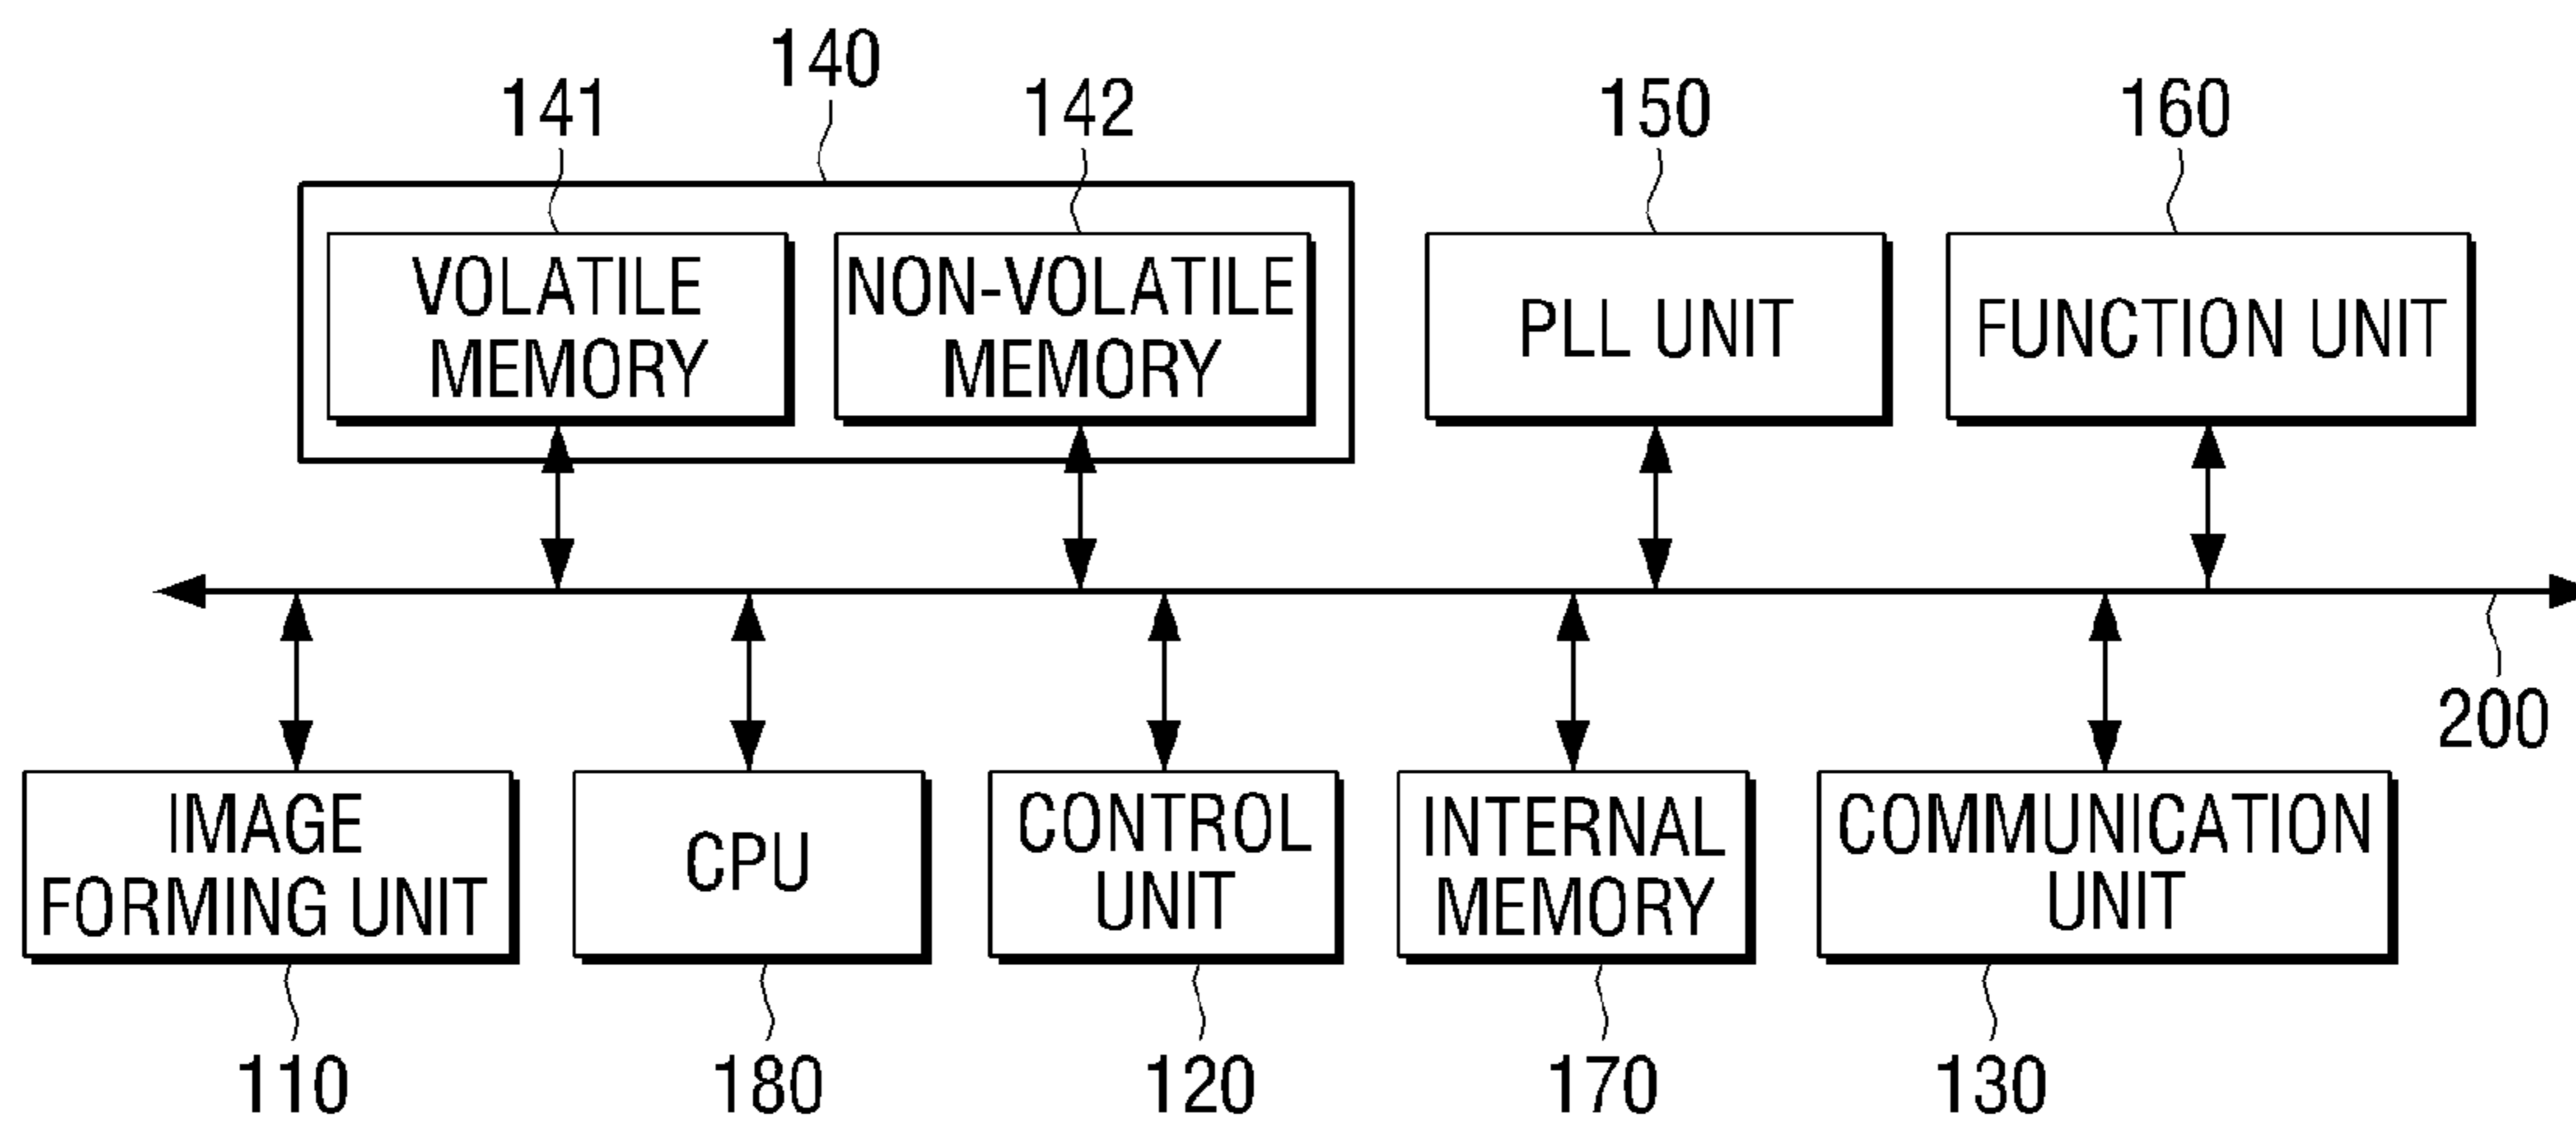 140
141
142
150
160
VOLATILE
MEMORY
NON-VOLATILE
MEMORY
PLL UNIT
FUNCTION UNIT
200
IMAGE
FORMING UNIT
CPU
CONTROL
UNIT
INTERNAL
MEMORY
COMMUNICATION
UNIT
110
180
120
170
130